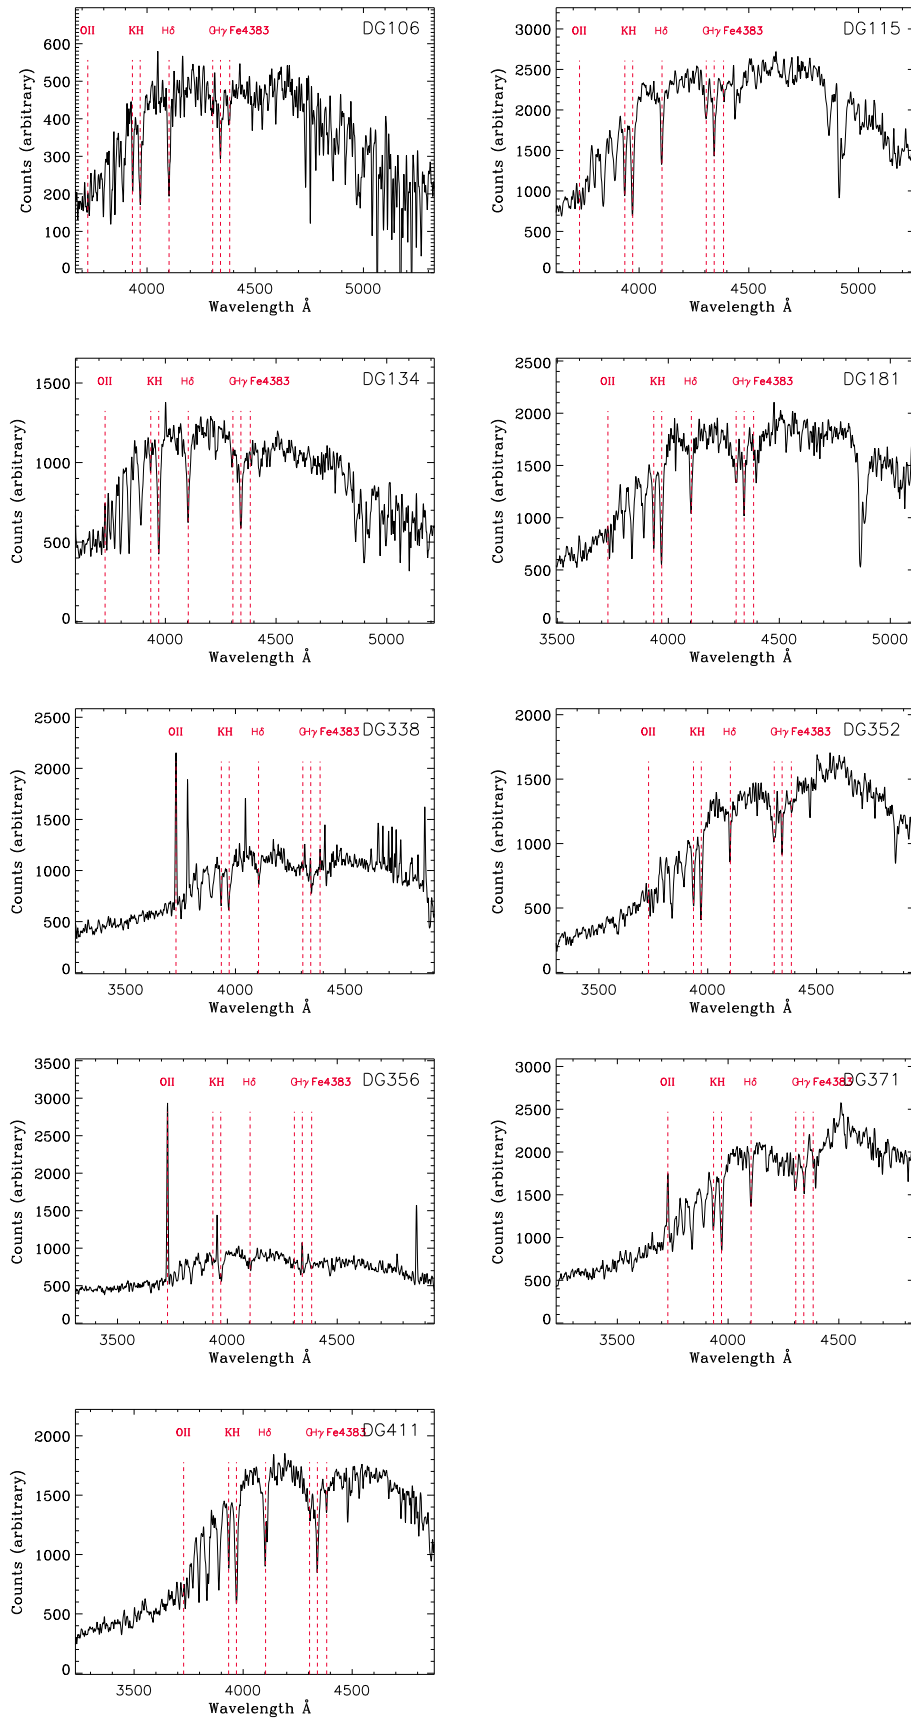 DG106
OII KH Hδ GHγ Fe4383
600
500
400
300
200
100
0
4000 4500 5000
Counts (arbitrary)
Wavelength Å
DG115
OII KH Hδ GHγ Fe4383
3000
2500
2000
1500
1000
500
0
4000 4500 5000
Counts (arbitrary)
Wavelength Å
DG134
OII KH Hδ GHγ Fe4383
1500
1000
500
0
4000 4500 5000
Counts (arbitrary)
Wavelength Å
DG181
OII KH Hδ GHγ Fe4383
2500
2000
1500
1000
500
0
3500 4000 4500 5000
Counts (arbitrary)
Wavelength Å
DG338
OII KH Hδ GHγ Fe4383
2500
2000
1500
1000
500
0
3500 4000 4500
Counts (arbitrary)
Wavelength Å
DG352
OII KH Hδ GHγ Fe4383
2000
1500
1000
500
0
3500 4000 4500
Counts (arbitrary)
Wavelength Å
DG356
OII KH Hδ GHγ Fe4383
3500
3000
2500
2000
1500
1000
500
0
3500 4000 4500
Counts (arbitrary)
Wavelength Å
DG371
OII KH Hδ GHγ Fe4383
3000
2500
2000
1500
1000
500
0
3500 4000 4500
Counts (arbitrary)
Wavelength Å
DG411
OII KH Hδ GHγ Fe4383
2000
1500
1000
500
0
3500 4000 4500
Counts (arbitrary)
Wavelength Å